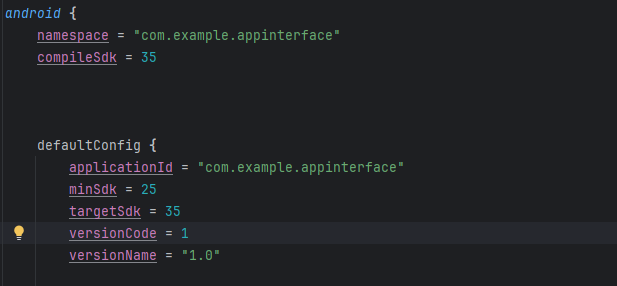 android {
namespace = "com.example.appinterface"
compileSdk = 35
defaultConfig {
applicationId = "com.example.appinterface"
minSdk = 25
targetSdk = 35
versionCode = 1
versionName = "1.0"